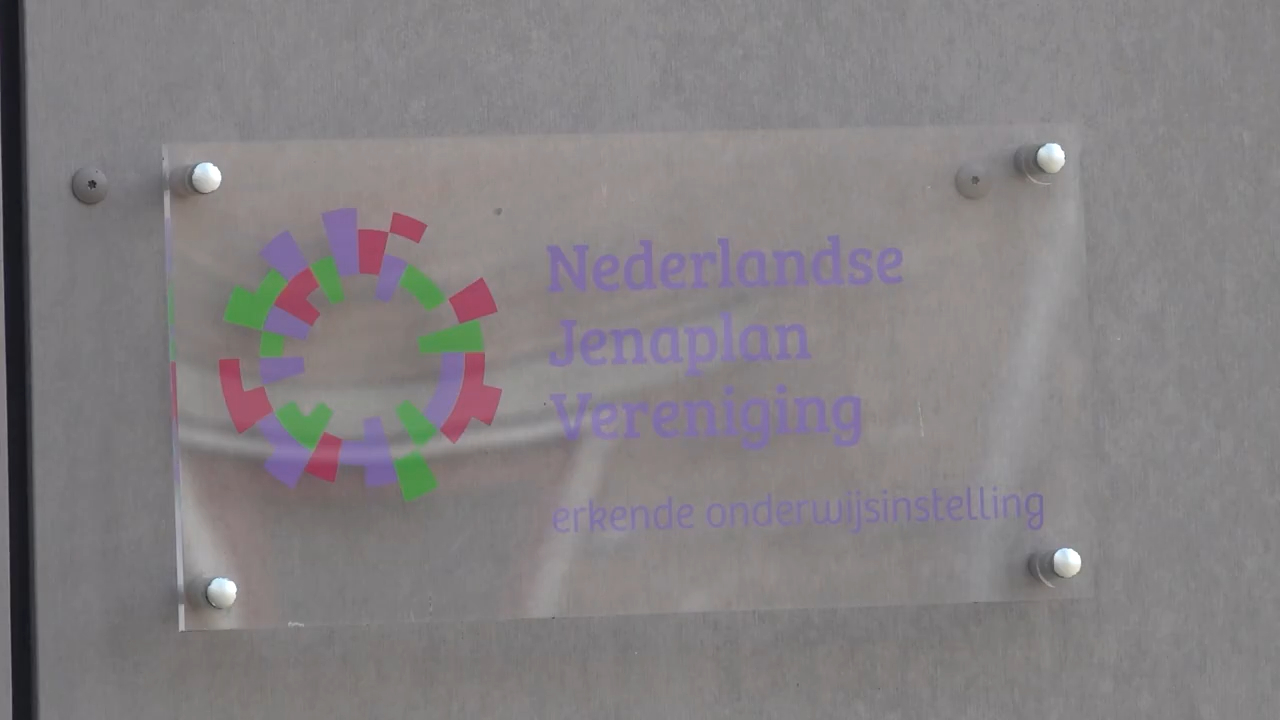 Nederlandse
Jenaplan
Vereniging
erkende onderwijsinstelling